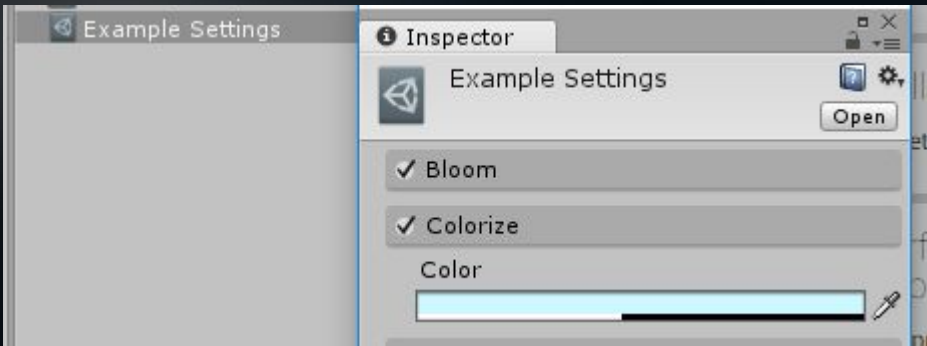 Example Settings
Inspector
Example Settings
Open
Bloom
Colorize
Color